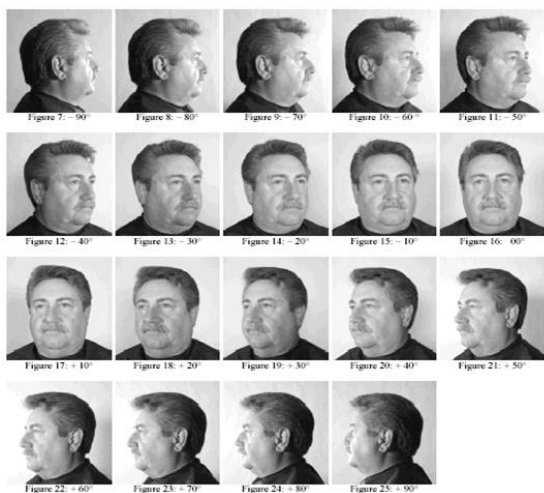 Figure 7: – 90°
Figure 8: – 80°
Figure 9: – 70°
Figure 10: – 60°
Figure 11: – 50°
Figure 12: – 40°
Figure 13: – 30°
Figure 14: – 20°
Figure 15: – 10°
Figure 16: 00°
Figure 17: + 10°
Figure 18: + 20°
Figure 19: + 30°
Figure 20: + 40°
Figure 21: + 50°
Figure 22: + 60°
Figure 23: + 70°
Figure 24: + 80°
Figure 25: + 90°